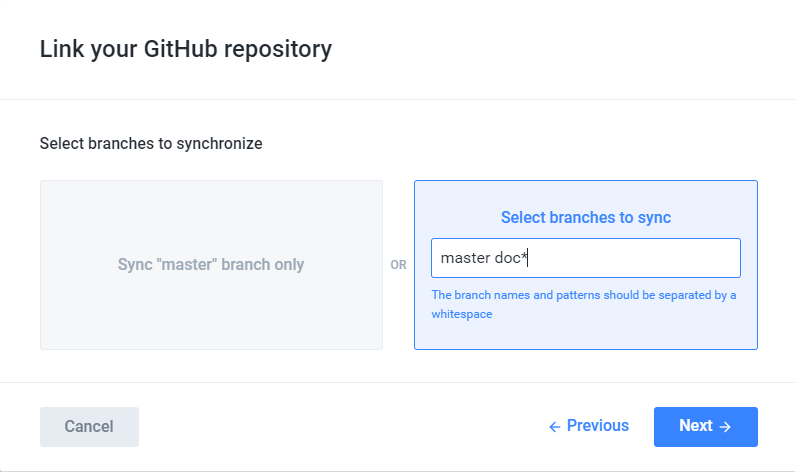 Link your GitHub repository
Select branches to synchronize
Sync "master" branch only
OR
Select branches to sync
master doc*
The branch names and patterns should be separated by a
whitespace
Cancel
← Previous
Next →